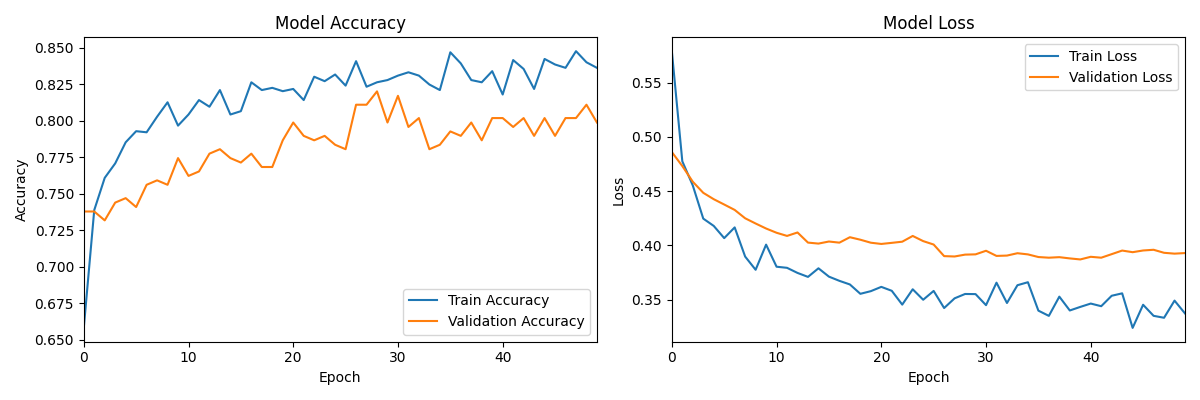 Model Accuracy
Accuracy
0.850
0.825
0.800
0.775
0.750
0.725
0.700
0.675
0.650
0 10 20 30 40
Epoch
Train Accuracy
Validation Accuracy
Model Loss
Loss
0.55
0.50
0.45
0.40
0.35
0 10 20 30 40
Epoch
Train Loss
Validation Loss